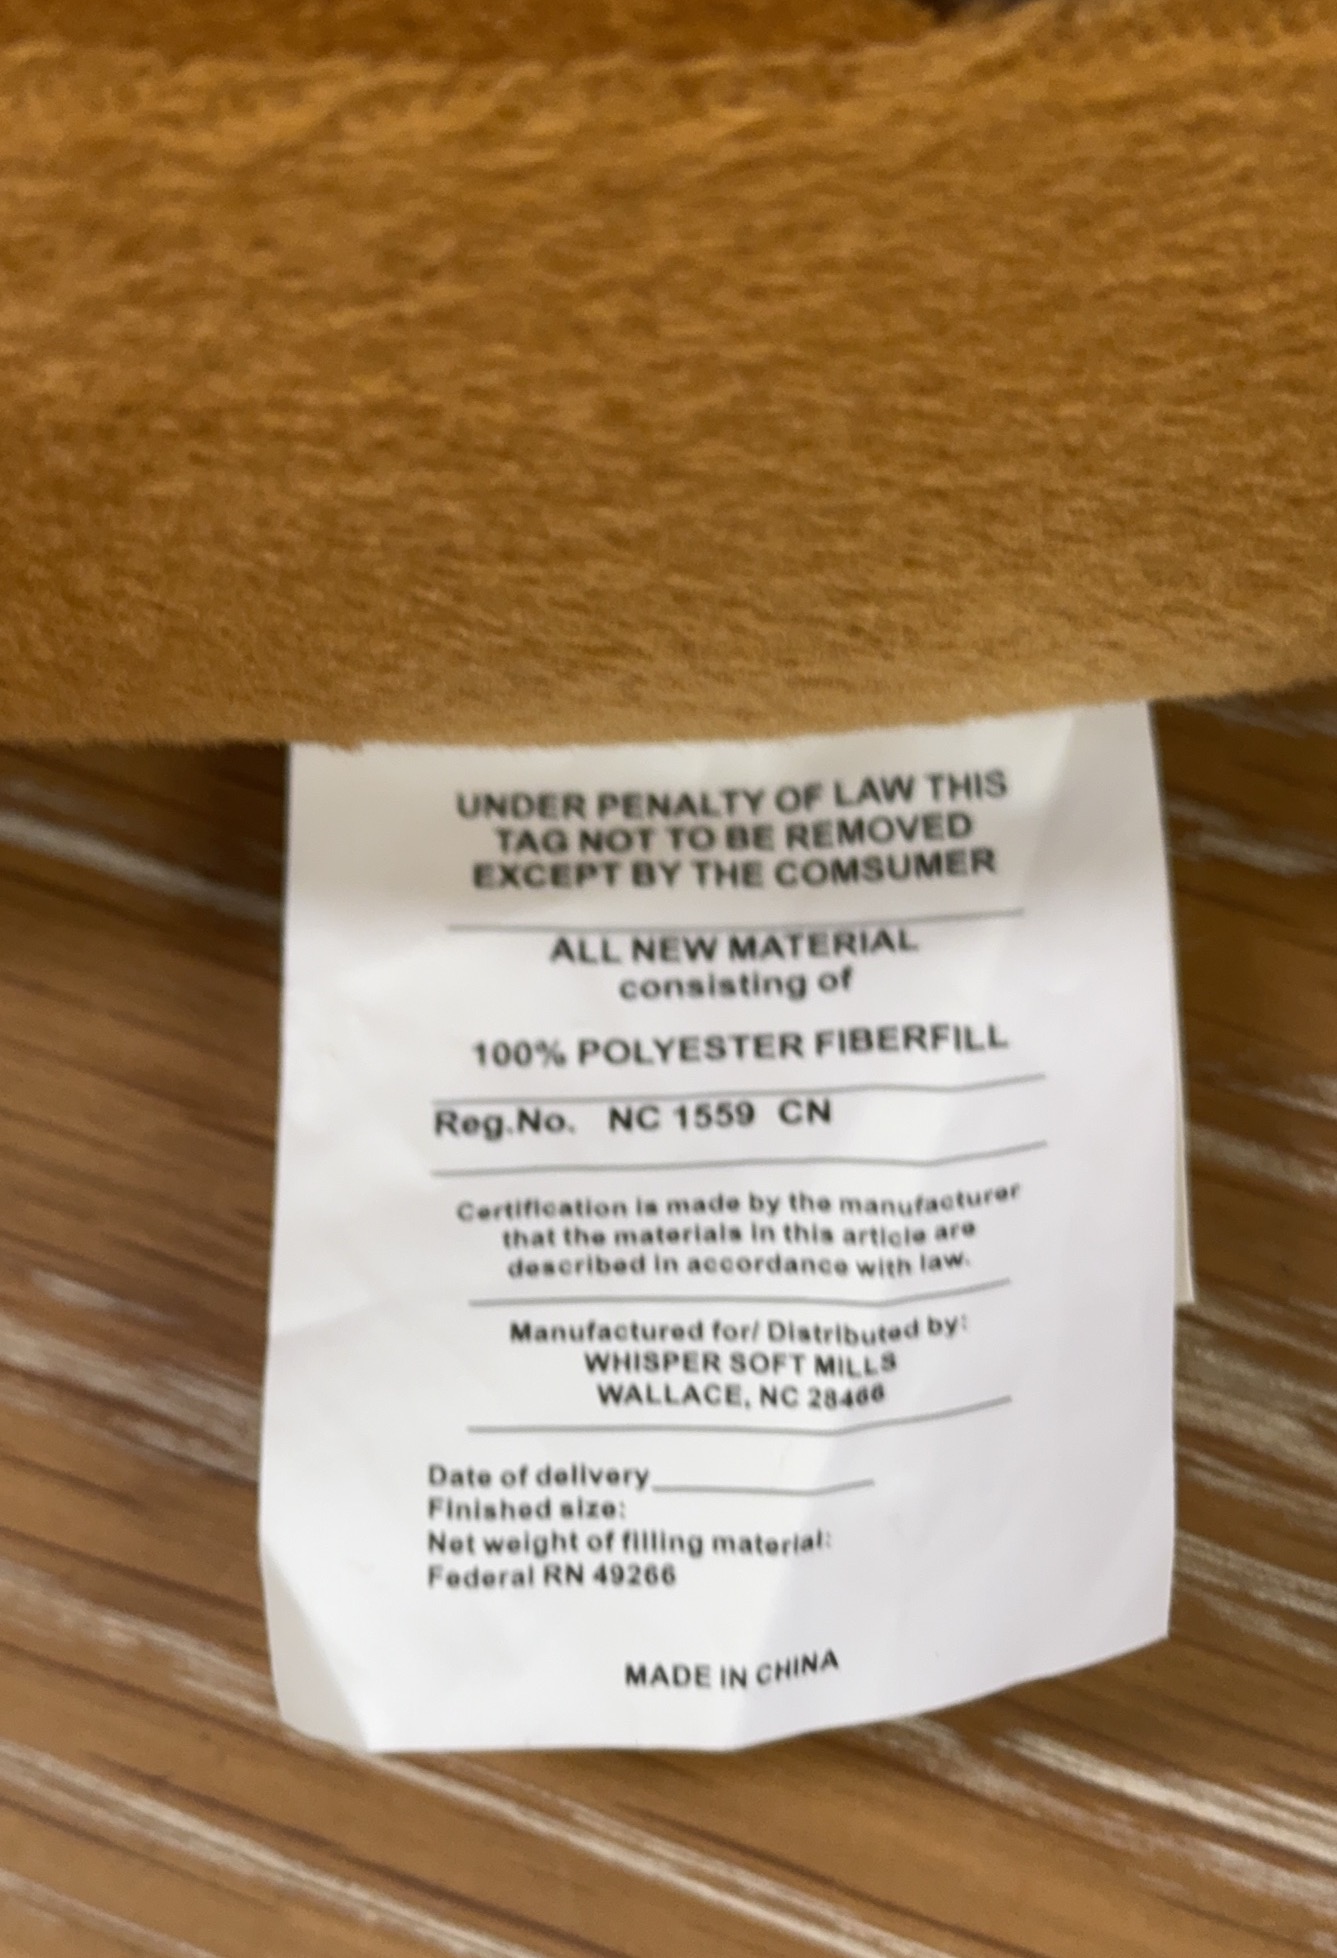 UNDER PENALTY OF LAW THIS
TAG NOT TO BE REMOVED
EXCEPT BY THE COMSUMER
ALL NEW MATERIAL
consisting of
100% POLYESTER FIBERFILL
Reg.No. NC 1559 CN
Certification is made by the manufacturer
that the materials in this article are
described in accordance with law.
Manufactured for/ Distributed by:
WHISPER SOFT MILLS
WALLACE, NC 28466
Date of delivery
Finished size:
Net weight of filling material:
Federal RN 49266
MADE IN CHINA